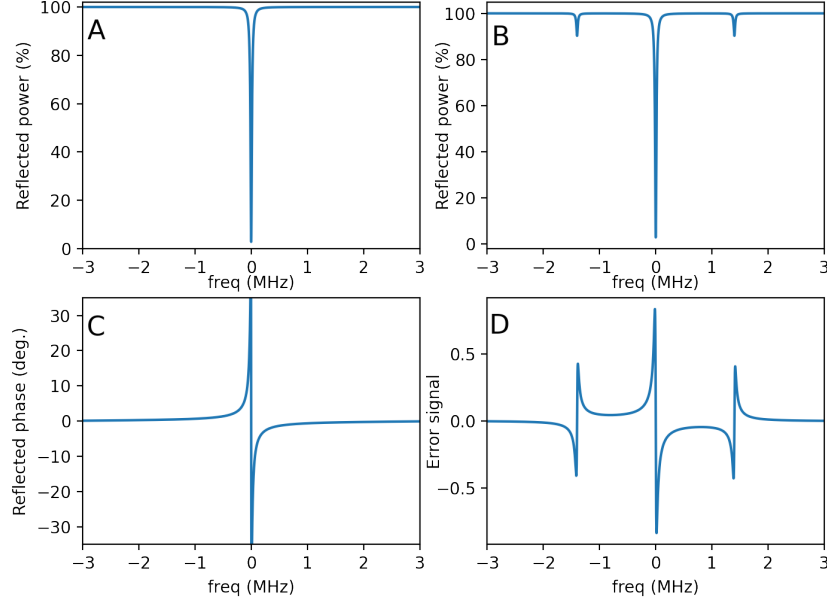 A
100
80
60
40
20
0
Reflected power (%)
−3 −2 −1 0 1 2 3
freq (MHz)
B
100
80
60
40
20
0
Reflected power (%)
−3 −2 −1 0 1 2 3
freq (MHz)
C
30
20
10
0
−10
−20
−30
Reflected phase (deg.)
−3 −2 −1 0 1 2 3
freq (MHz)
D
0.5
0.0
−0.5
Error signal
−3 −2 −1 0 1 2 3
freq (MHz)